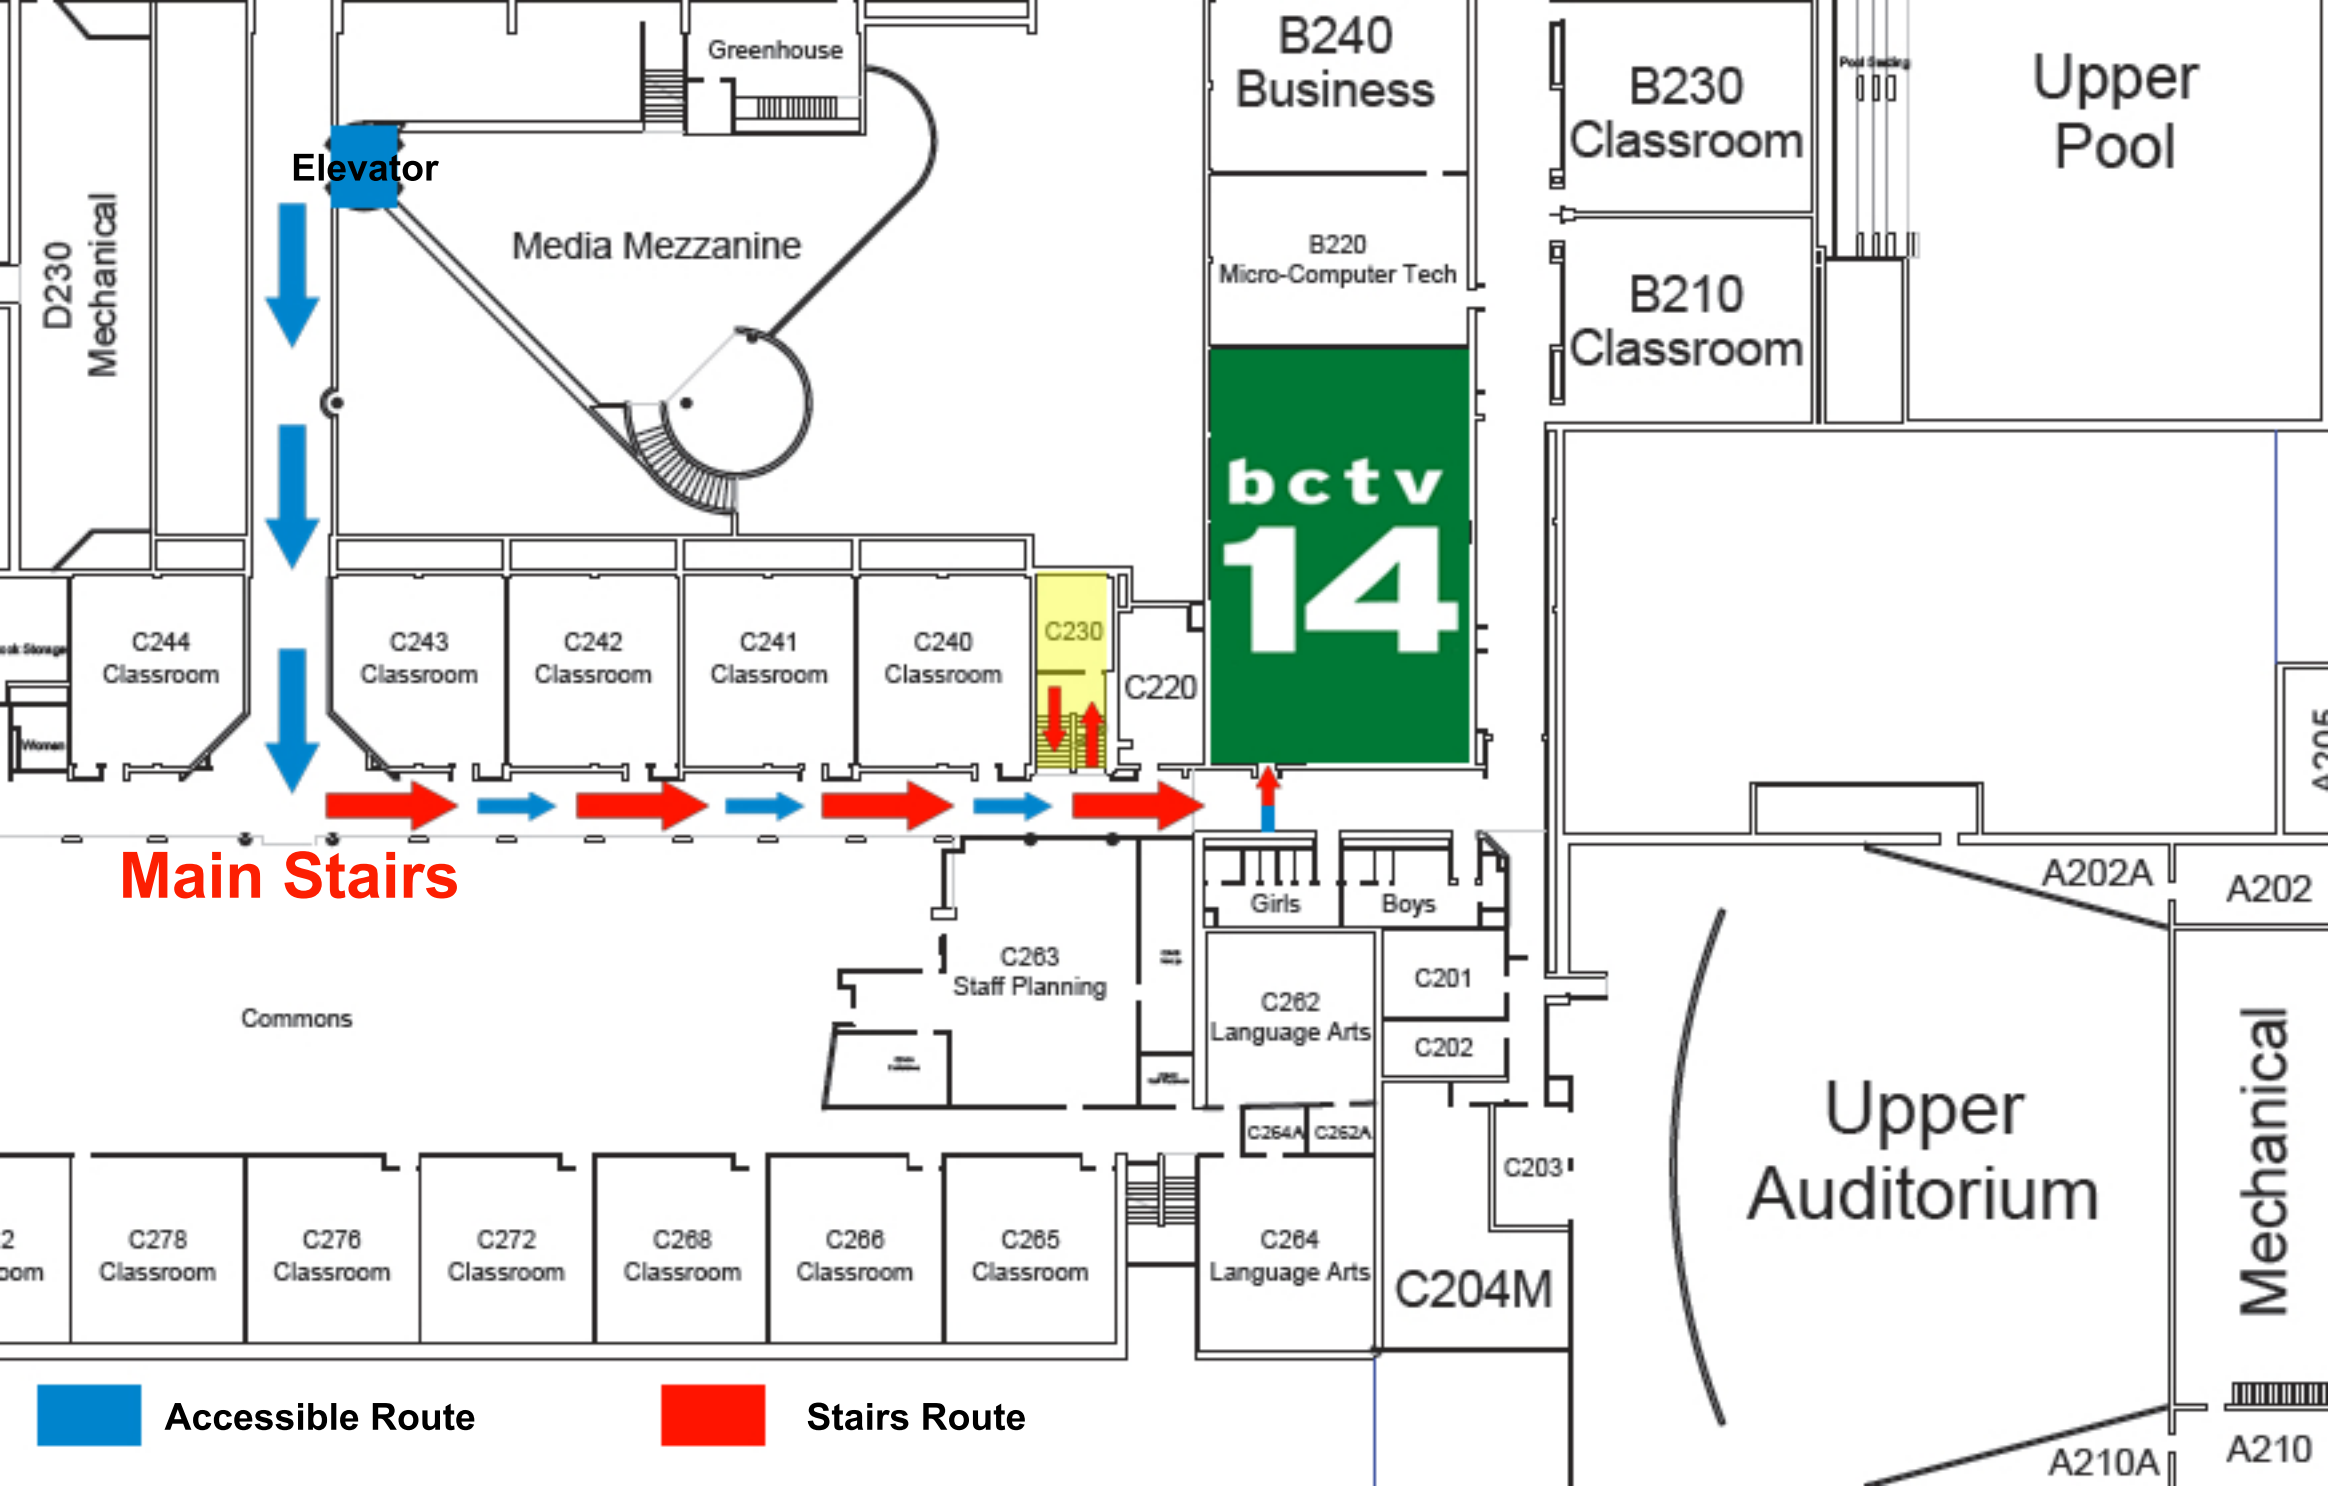 Greenhouse
B240
Business
B230
Classroom
Pool Seating
Upper
Pool
Elevator
D230
Mechanical
Media Mezzanine
B220
Micro-Computer Tech
B210
Classroom
bctv
14
C244
Classroom
C243
Classroom
C242
Classroom
C241
Classroom
C240
Classroom
C230
C220
Women
A205
Main Stairs
Girls
Boys
A202A
A202
C263
Staff Planning
Commons
C262
Language Arts
C201
C202
C264A
C262A
C203
Upper
Auditorium
Mechanical
C278
Classroom
C276
Classroom
C272
Classroom
C268
Classroom
C266
Classroom
C265
Classroom
C264
Language Arts
C204M
Accessible Route
Stairs Route
A210A
A210